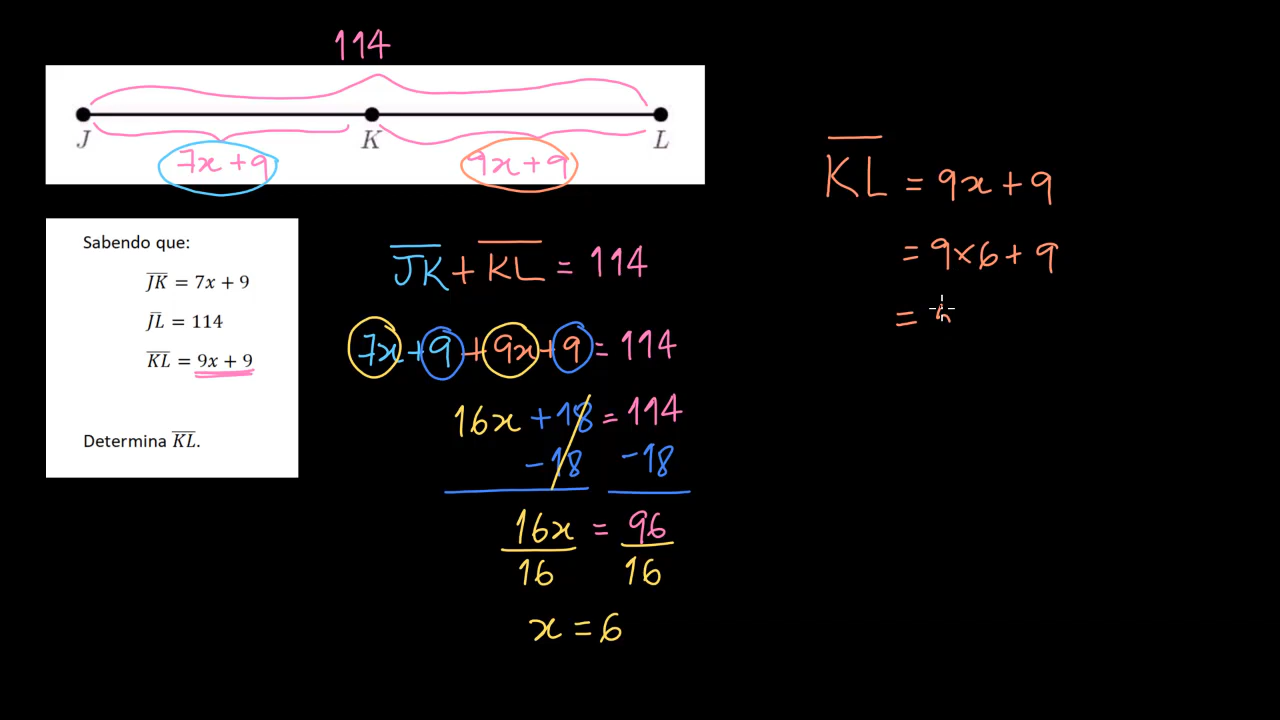 114
J K L
7x + 9 9x + 9
Sabendo que:
JK = 7x + 9
JL = 114
KL = 9x + 9
Determina KL.
JK + KL = 114
7x + 9 + 9x + 9 = 114
16x + 18 = 114
- 18 - 18
16x = 96
16 16
x = 6
KL = 9x + 9
= 9 × 6 + 9
=